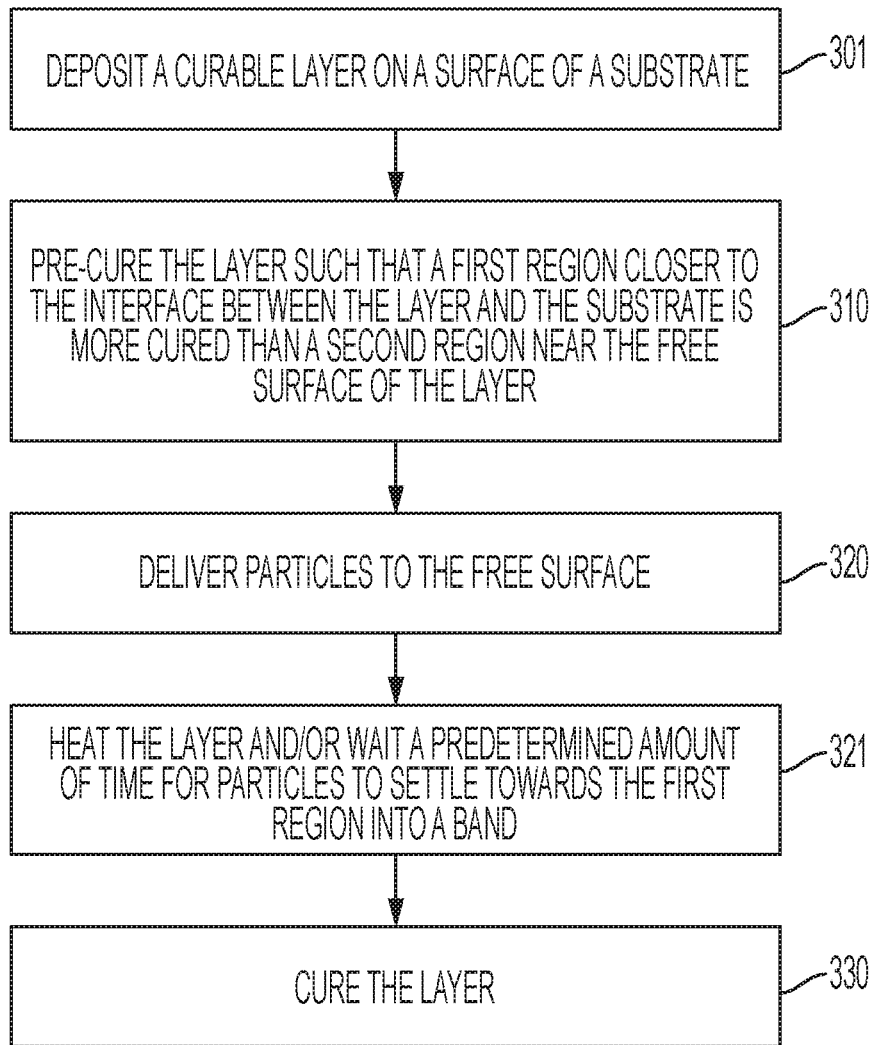 DEPOSIT A CURABLE LAYER ON A SURFACE OF A SUBSTRATE
301
PRE-CURE THE LAYER SUCH THAT A FIRST REGION CLOSER TO
THE INTERFACE BETWEEN THE LAYER AND THE SUBSTRATE IS
MORE CURED THAN A SECOND REGION NEAR THE FREE
SURFACE OF THE LAYER
310
DELIVER PARTICLES TO THE FREE SURFACE
320
HEAT THE LAYER AND/OR WAIT A PREDETERMINED AMOUNT
OF TIME FOR PARTICLES TO SETTLE TOWARDS THE FIRST
REGION INTO A BAND
321
CURE THE LAYER
330